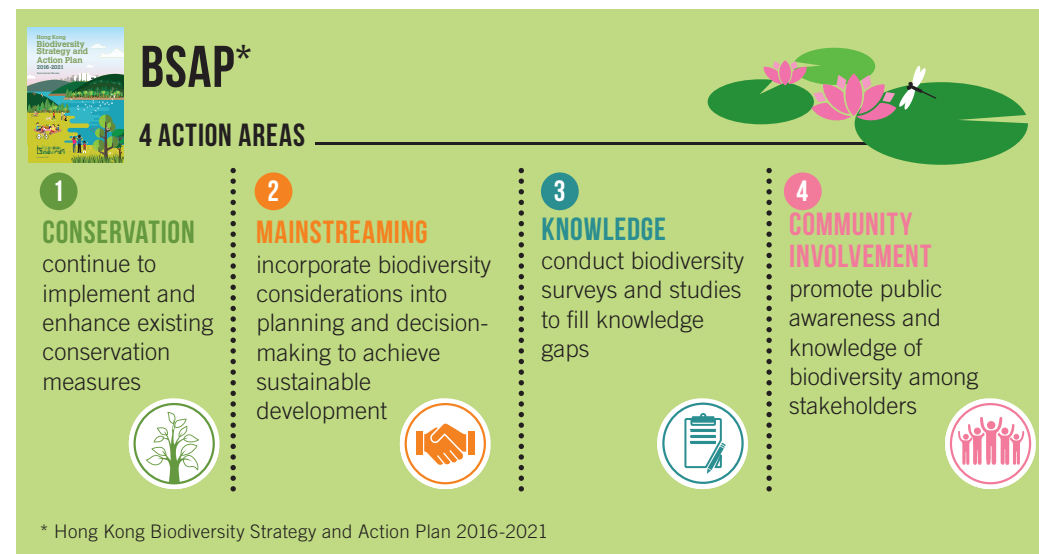 Hong Kong
Biodiversity
Strategy and
Action Plan
2016-2021
BSAP*
4 ACTION AREAS
1
CONSERVATION
continue to
implement and
enhance existing
conservation
measures
2
MAINSTREAMING
incorporate biodiversity
considerations into
planning and decision-
making to achieve
sustainable
development
3
KNOWLEDGE
conduct biodiversity
surveys and studies
to fill knowledge
gaps
4
COMMUNITY
INVOLVEMENT
promote public
awareness and
knowledge of
biodiversity among
stakeholders
* Hong Kong Biodiversity Strategy and Action Plan 2016-2021